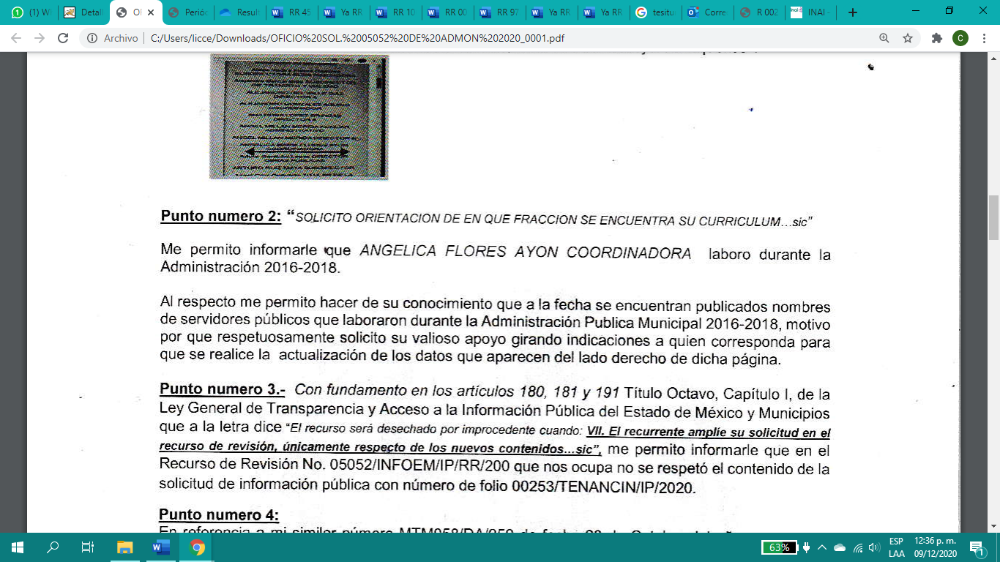 (1) W
Detall
Of
Periód
Result
RR 45
Ya RR
RR 10
RR 00
RR 97
Ya RR
Ya RR
tesitu
Corre
R 002
INAI -
Archivo | C:/Users/licce/Downloads/OFICIO%20SOL.%2005052%20DE%20ADMON%202020_0001.pdf
C
Punto numero 2: “SOLICITO ORIENTACION DE EN QUE FRACCION SE ENCUENTRA SU CURRICULUM…sic”
Me permito informarle que ANGELICA FLORES AYON COORDINADORA laboro durante la
Administración 2016-2018.
Al respecto me permito hacer de su conocimiento que a la fecha se encuentran publicados nombres
de servidores públicos que laboraron durante la Administración Publica Municipal 2016-2018, motivo
por que respetuosamente solicito su valioso apoyo girando indicaciones a quien corresponda para
que se realice la actualización de los datos que aparecen del lado derecho de dicha página.
Punto numero 3.- Con fundamento en los artículos 180, 181 y 191 Título Octavo, Capítulo I, de la
Ley General de Transparencia y Acceso a la Información Pública del Estado de México y Municipios
que a la letra dice “El recurso será desechado por improcedente cuando: VII. El recurrente amplíe su solicitud en el
recurso de revisión, únicamente respecto de los nuevos contenidos…sic”, me permito informarle que en el
Recurso de Revisión No. 05052/INFOEM/IP/RR/200 que nos ocupa no se respetó el contenido de la
solicitud de información pública con número de folio 00253/TENANCIN/IP/2020.
Punto numero 4:
63%
ESP
LAA
12:36 p. m.
09/12/2020
1